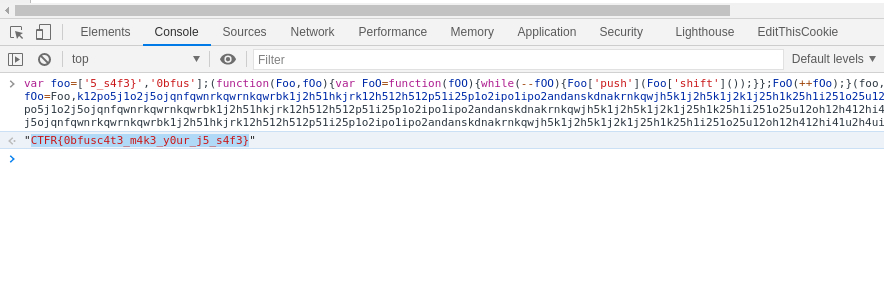 Elements Console Sources Network Performance Memory Application Security Lighthouse EditThisCookie
top Filter Default levels
var foo=['5_s4f3}','0bfus'];(function(Foo,fOo){var FoO=function(fOO){while(--fOO){Foo['push'](Foo['shift']());}};FoO(++fOo);}(foo,
fOo=Foo,k12po5j1o2j5ojqnfqwnrkqwrnkqwrbk1j2h51hkjrk12h512h512p51i25p1o2ipo1ipo2andanskdnakrnkqwjh5k1j2h5k1j2k1j25h1k25h1i251o25u12
po5j1o2j5ojqnfqwnrkqwrnkqwrbk1j2h51hkjrk12h512h512p51i25p1o2ipo1ipo2andanskdnakrnkqwjh5k1j2h5k1j2k1j25h1k25h1i251o25u12oh12h412hi4
j5ojqnfqwnrkqwrnkqwrbk1j2h51hkjrk12h512h512p51i25p1o2ipo1ipo2andanskdnakrnkqwjh5k1j2h5k1j2k1j25h1k25h1i251o25u12oh12h412hi41u2h4ui
"CTFR{0bfusc4t3_m4k3_y0ur_j5_s4f3}"